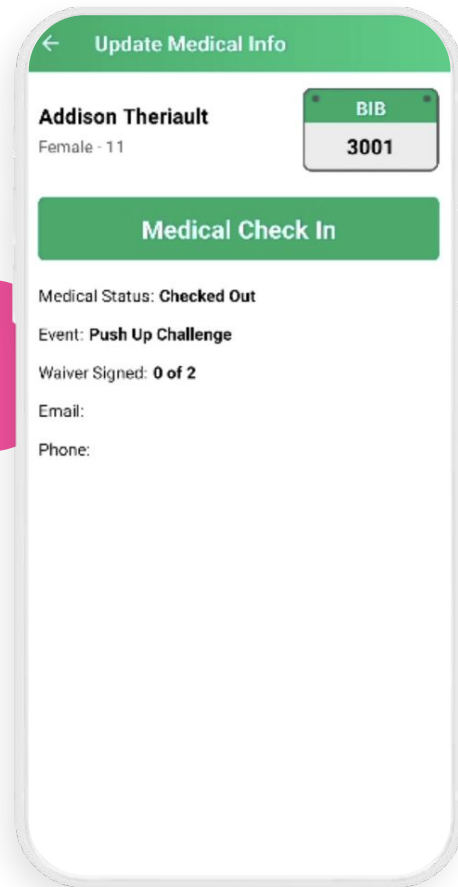 Update Medical Info
Addison Theriault
Female - 11
BIB
3001
Medical Check In
Medical Status: Checked Out
Event: Push Up Challenge
Waiver Signed: 0 of 2
Email:
Phone: